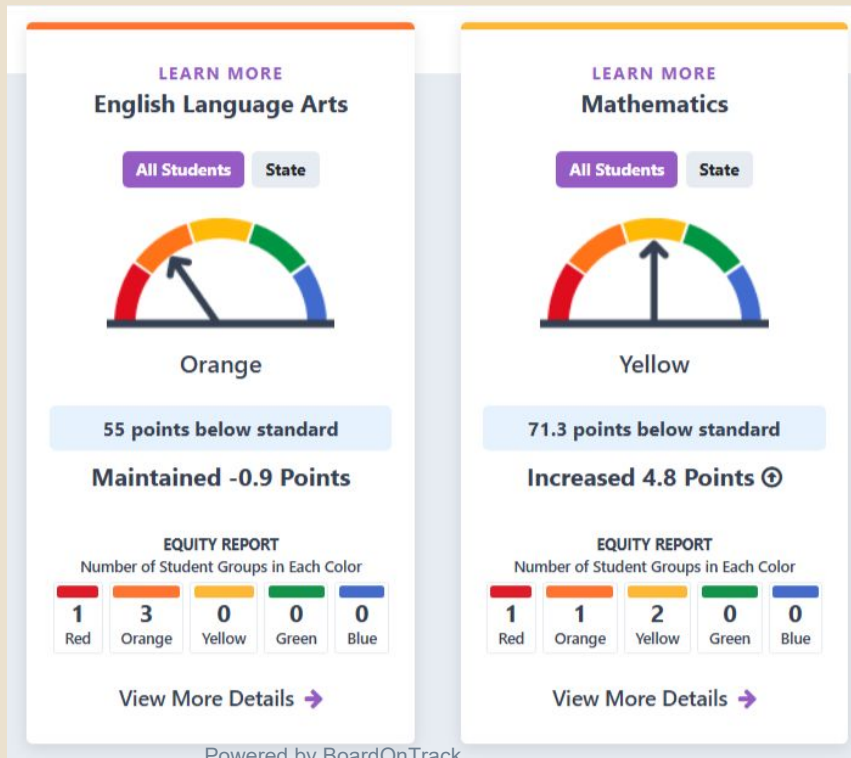 LEARN MORE
English Language Arts
All Students State
Orange
55 points below standard
Maintained -0.9 Points
EQUITY REPORT
Number of Student Groups in Each Color
1 3 0 0 0
Red Orange Yellow Green Blue
View More Details
LEARN MORE
Mathematics
All Students State
Yellow
71.3 points below standard
Increased 4.8 Points
EQUITY REPORT
Number of Student Groups in Each Color
1 1 2 0 0
Red Orange Yellow Green Blue
View More Details
Powered by BoardOnTrack